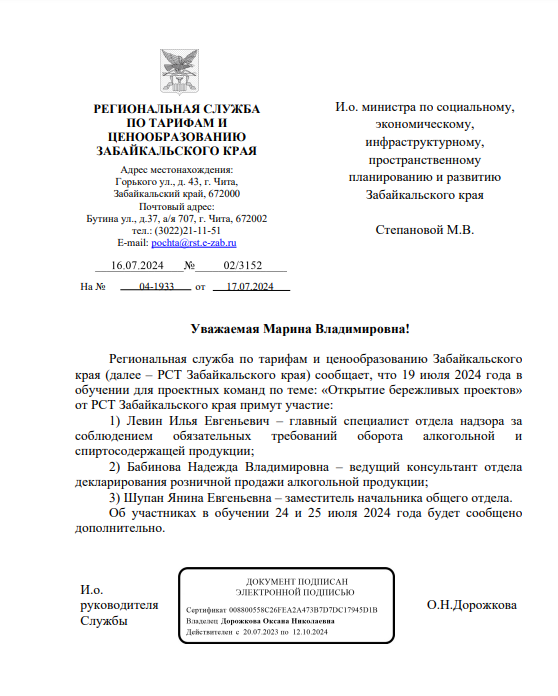 РЕГИОНАЛЬНАЯ СЛУЖБА
ПО ТАРИФАМ И
ЦЕНООБРАЗОВАНИЮ
ЗАБАЙКАЛЬСКОГО КРАЯ
Адрес местонахождения:
Горького ул., д. 43, г. Чита,
Забайкальский край, 672000
Почтовый адрес:
Бутина ул., д.37, а/я 707, г. Чита, 672002
тел.: (3022)21-11-51
E-mail: pochta@rst.e-zab.ru
16.07.2024 № 02/3152
На № 04-1933 от 17.07.2024
И.о. министра по социальному,
экономическому,
инфраструктурному,
пространственному
планированию и развитию
Забайкальского края
Степановой М.В.
Уважаемая Марина Владимировна!
Региональная служба по тарифам и ценообразованию Забайкальского
края (далее – РСТ Забайкальского края) сообщает, что 19 июля 2024 года в
обучении для проектных команд по теме: «Открытие бережливых проектов»
от РСТ Забайкальского края примут участие:
1) Левин Илья Евгеньевич – главный специалист отдела надзора за
соблюдением обязательных требований оборота алкогольной и
спиртосодержащей продукции;
2) Бабинова Надежда Владимировна – ведущий консультант отдела
декларирования розничной продажи алкогольной продукции;
3) Шупан Янина Евгеньевна – заместитель начальника общего отдела.
Об участниках в обучении 24 и 25 июля 2024 года будет сообщено
дополнительно.
И.о.
руководителя
Службы
ДОКУМЕНТ ПОДПИСАН
ЭЛЕКТРОННОЙ ПОДПИСЬЮ
Сертификат 008800558C26FEA2A473B7D7DC17945D1B
Владелец Дорожкова Оксана Николаевна
Действителен с 20.07.2023 по 12.10.2024
О.Н.Дорожкова